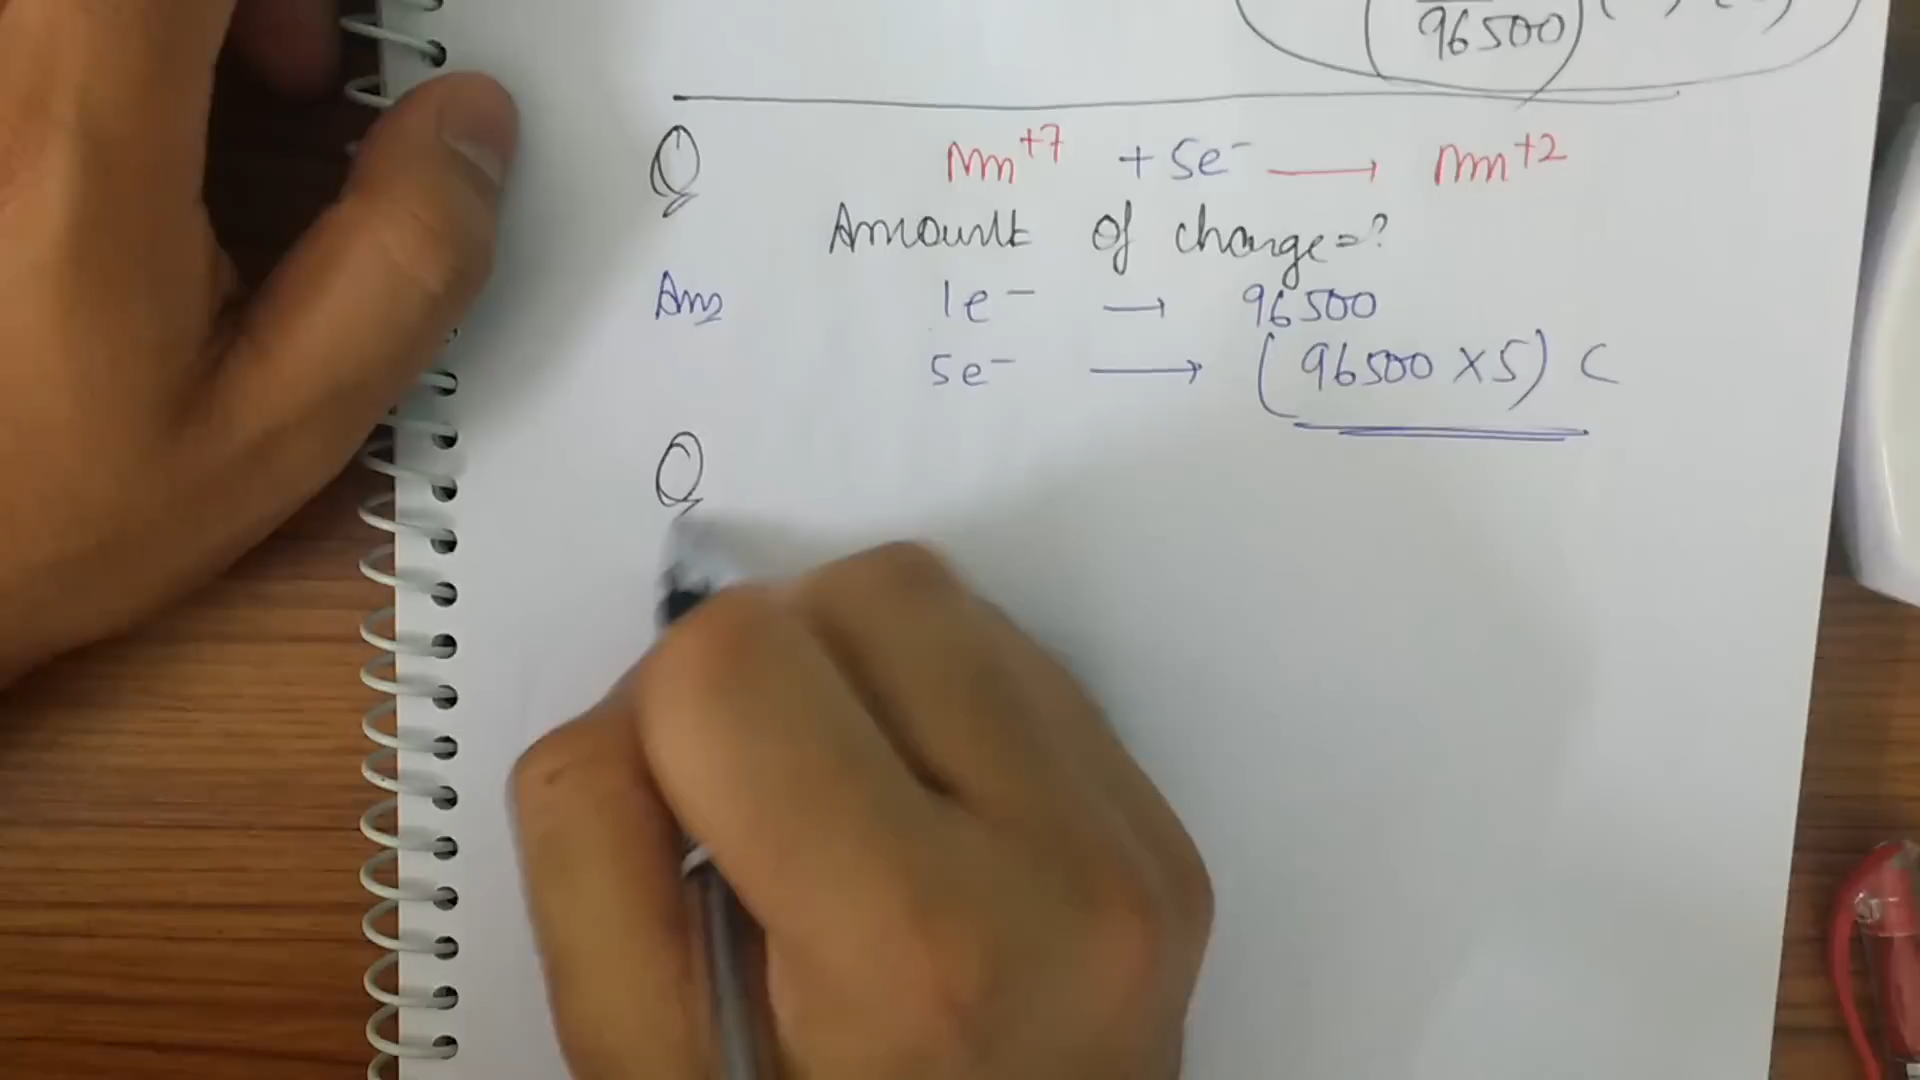 96500
Q Mn+7 + 5e- → Mn+2
Amount of charge=?
Ans 1e- → 96500
5e- → (96500 x 5) C
Q